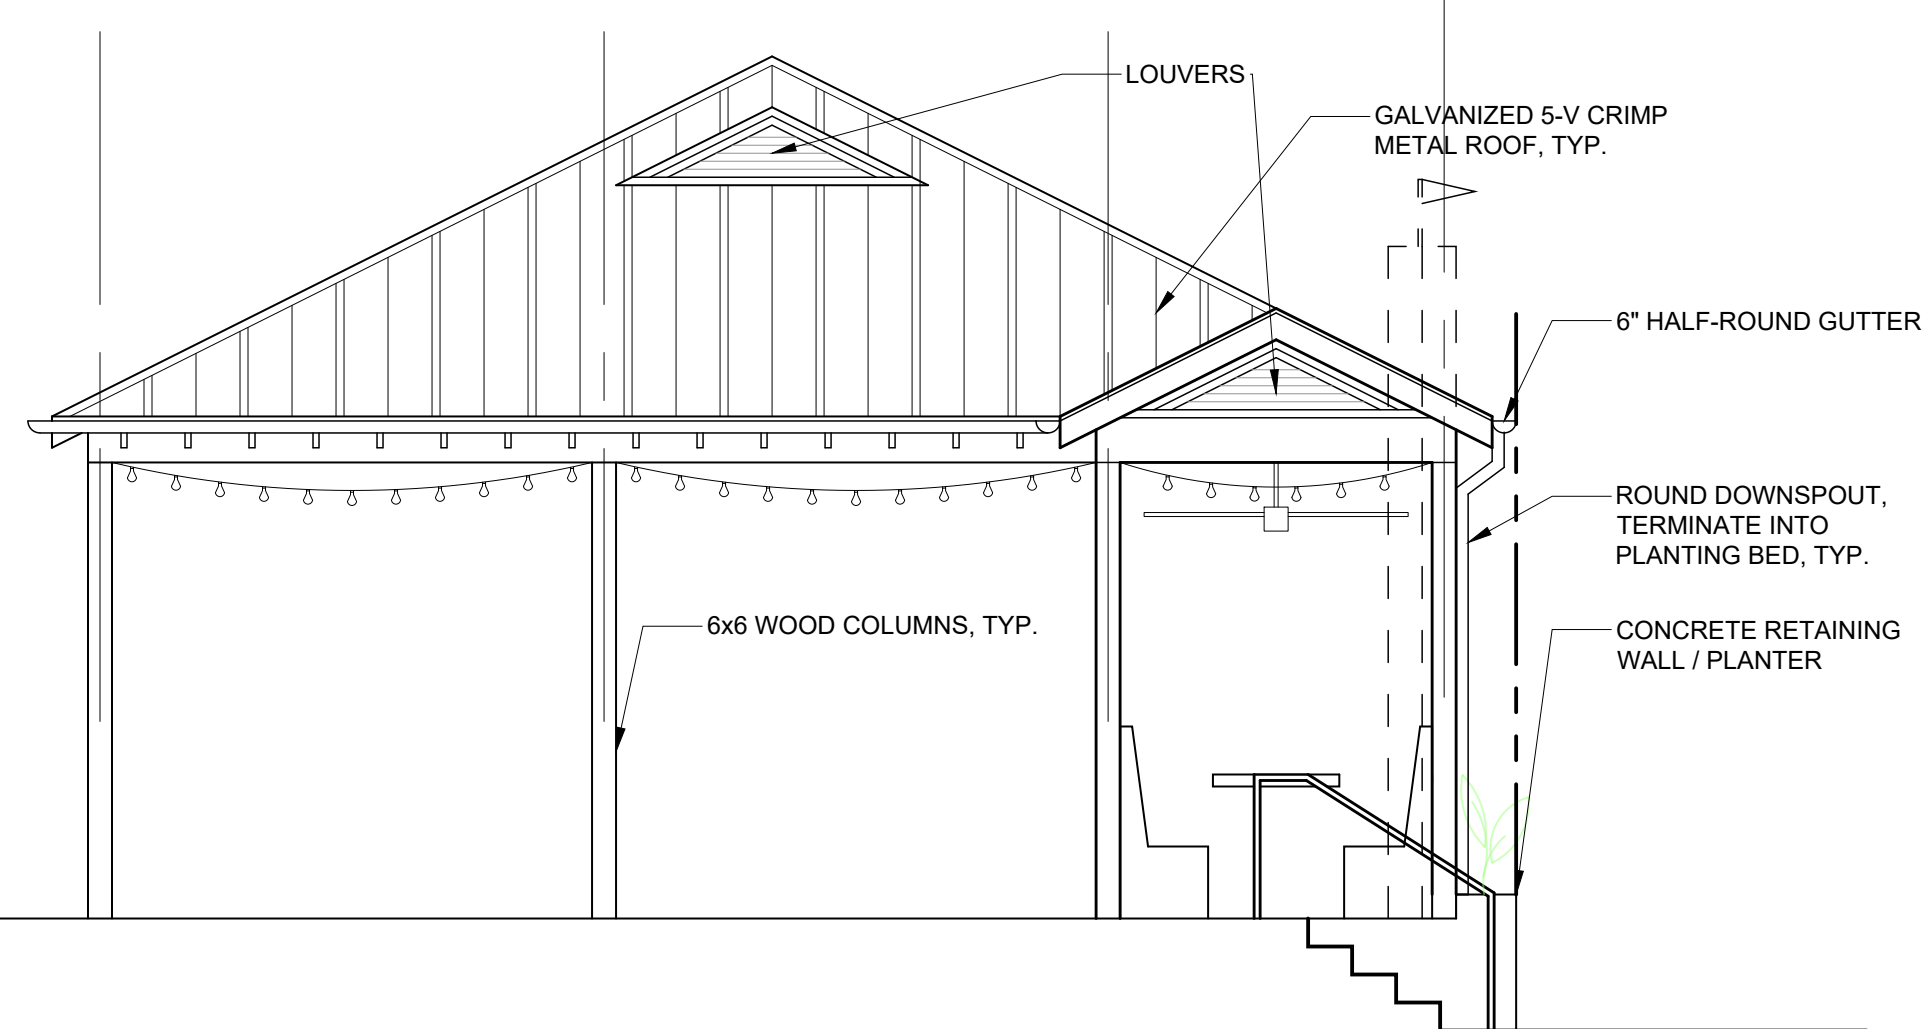 LOUVERS
GALVANIZED 5-V CRIMP
METAL ROOF, TYP.
6" HALF-ROUND GUTTER
ROUND DOWNSPOUT,
TERMINATE INTO
PLANTING BED, TYP.
6x6 WOOD COLUMNS, TYP.
CONCRETE RETAINING
WALL / PLANTER